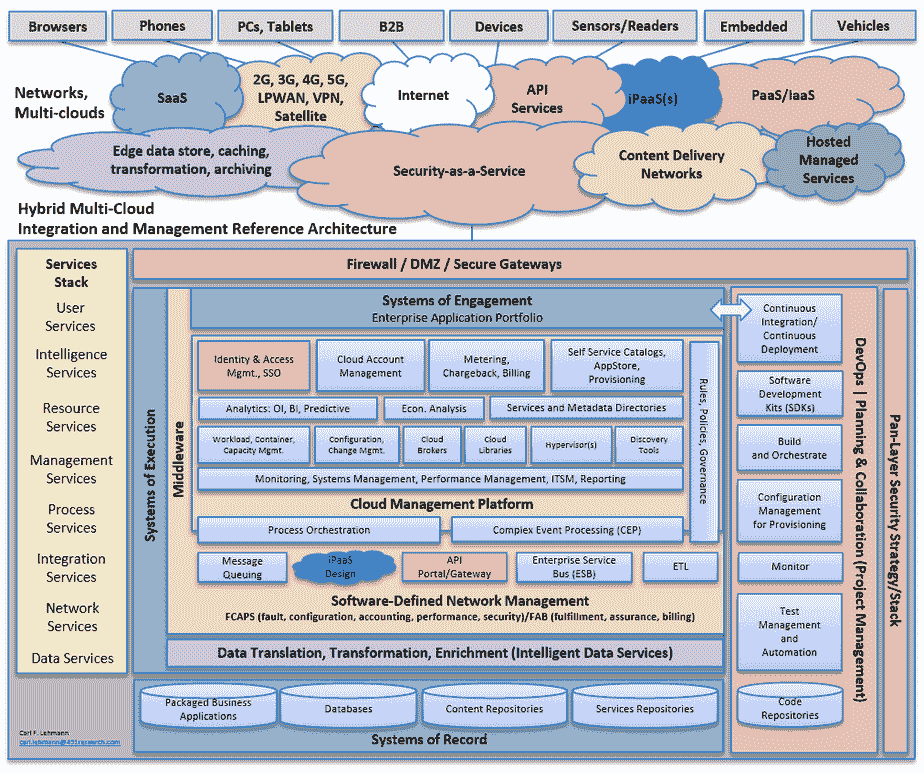 Browsers
Phones
PCs, Tablets
B2B
Devices
Sensors/Readers
Embedded
Vehicles
Networks,
Multi-clouds
SaaS
2G, 3G, 4G, 5G,
LPWAN, VPN,
Satellite
Internet
API
Services
iPaaS(s)
PaaS/IaaS
Edge data store, caching,
transformation, archiving
Security-as-a-Service
Content Delivery
Networks
Hosted
Managed
Services
Hybrid Multi-Cloud
Integration and Management Reference Architecture
Services
Stack
User
Services
Intelligence
Services
Resource
Services
Management
Services
Process
Services
Integration
Services
Network
Services
Data Services
Firewall / DMZ / Secure Gateways
Systems of Execution
Middleware
Systems of Engagement
Enterprise Application Portfolio
Identity & Access
Mgmt., SSO
Cloud Account
Management
Metering,
Chargeback, Billing
Self Service Catalogs,
AppStore,
Provisioning
Analytics: OI, BI, Predictive
Econ. Analysis
Services and Metadata Directories
Workload, Container,
Capacity Mgmt.
Configuration,
Change Mgmt.
Cloud
Brokers
Cloud
Libraries
Hypervisor(s)
Discovery
Tools
Monitoring, Systems Management, Performance Management, ITSM, Reporting
Cloud Management Platform
Process Orchestration
Complex Event Processing (CEP)
Rules, Policies, Governance
Message
Queuing
iPaaS
Design
API
Portal/Gateway
Enterprise Service
Bus (ESB)
ETL
Software-Defined Network Management
FCAPS (fault, configuration, accounting, performance, security)/FAB (fulfillment, assurance, billing)
Data Translation, Transformation, Enrichment (Intelligent Data Services)
Packaged Business
Applications
Databases
Content Repositories
Services Repositories
Systems of Record
Continuous
Integration/
Continuous
Deployment
Software
Development
Kits (SDKs)
Build
and Orchestrate
Configuration
Management
for Provisioning
Monitor
Test
Management
and
Automation
Code
Repositories
DevOps | Planning & Collaboration (Project Management)
Pan-Layer Security Strategy/Stack
Carl F. Lehmann
carl.lehmann@451research.com